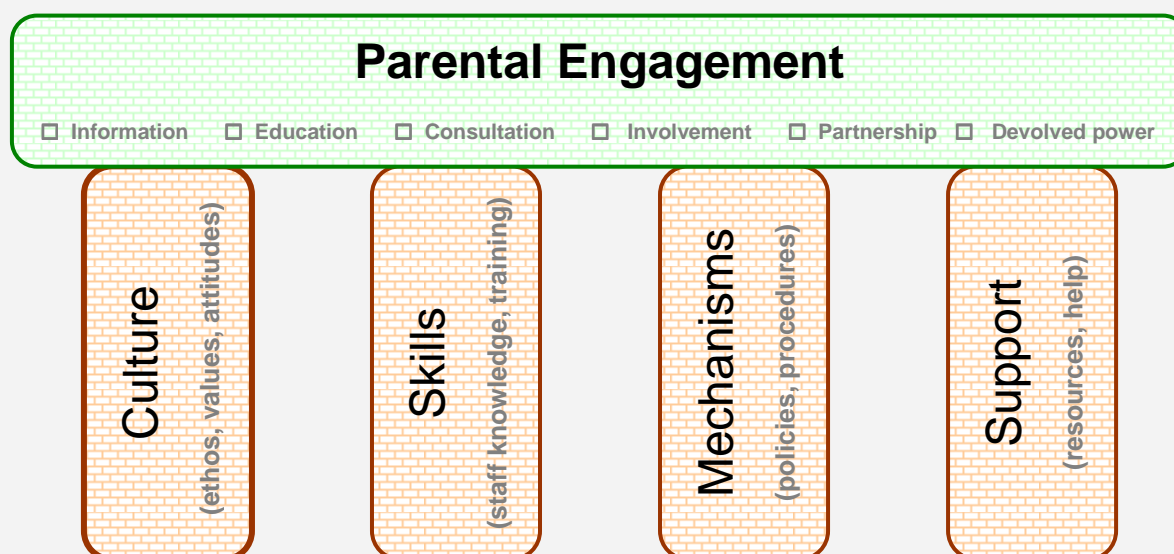 Parental Engagement
☐ Information ☐ Education ☐ Consultation ☐ Involvement ☐ Partnership ☐ Devolved power
Culture
(ethos, values, attitudes)
Skills
(staff knowledge, training)
Mechanisms
(policies, procedures)
Support
(resources, help)